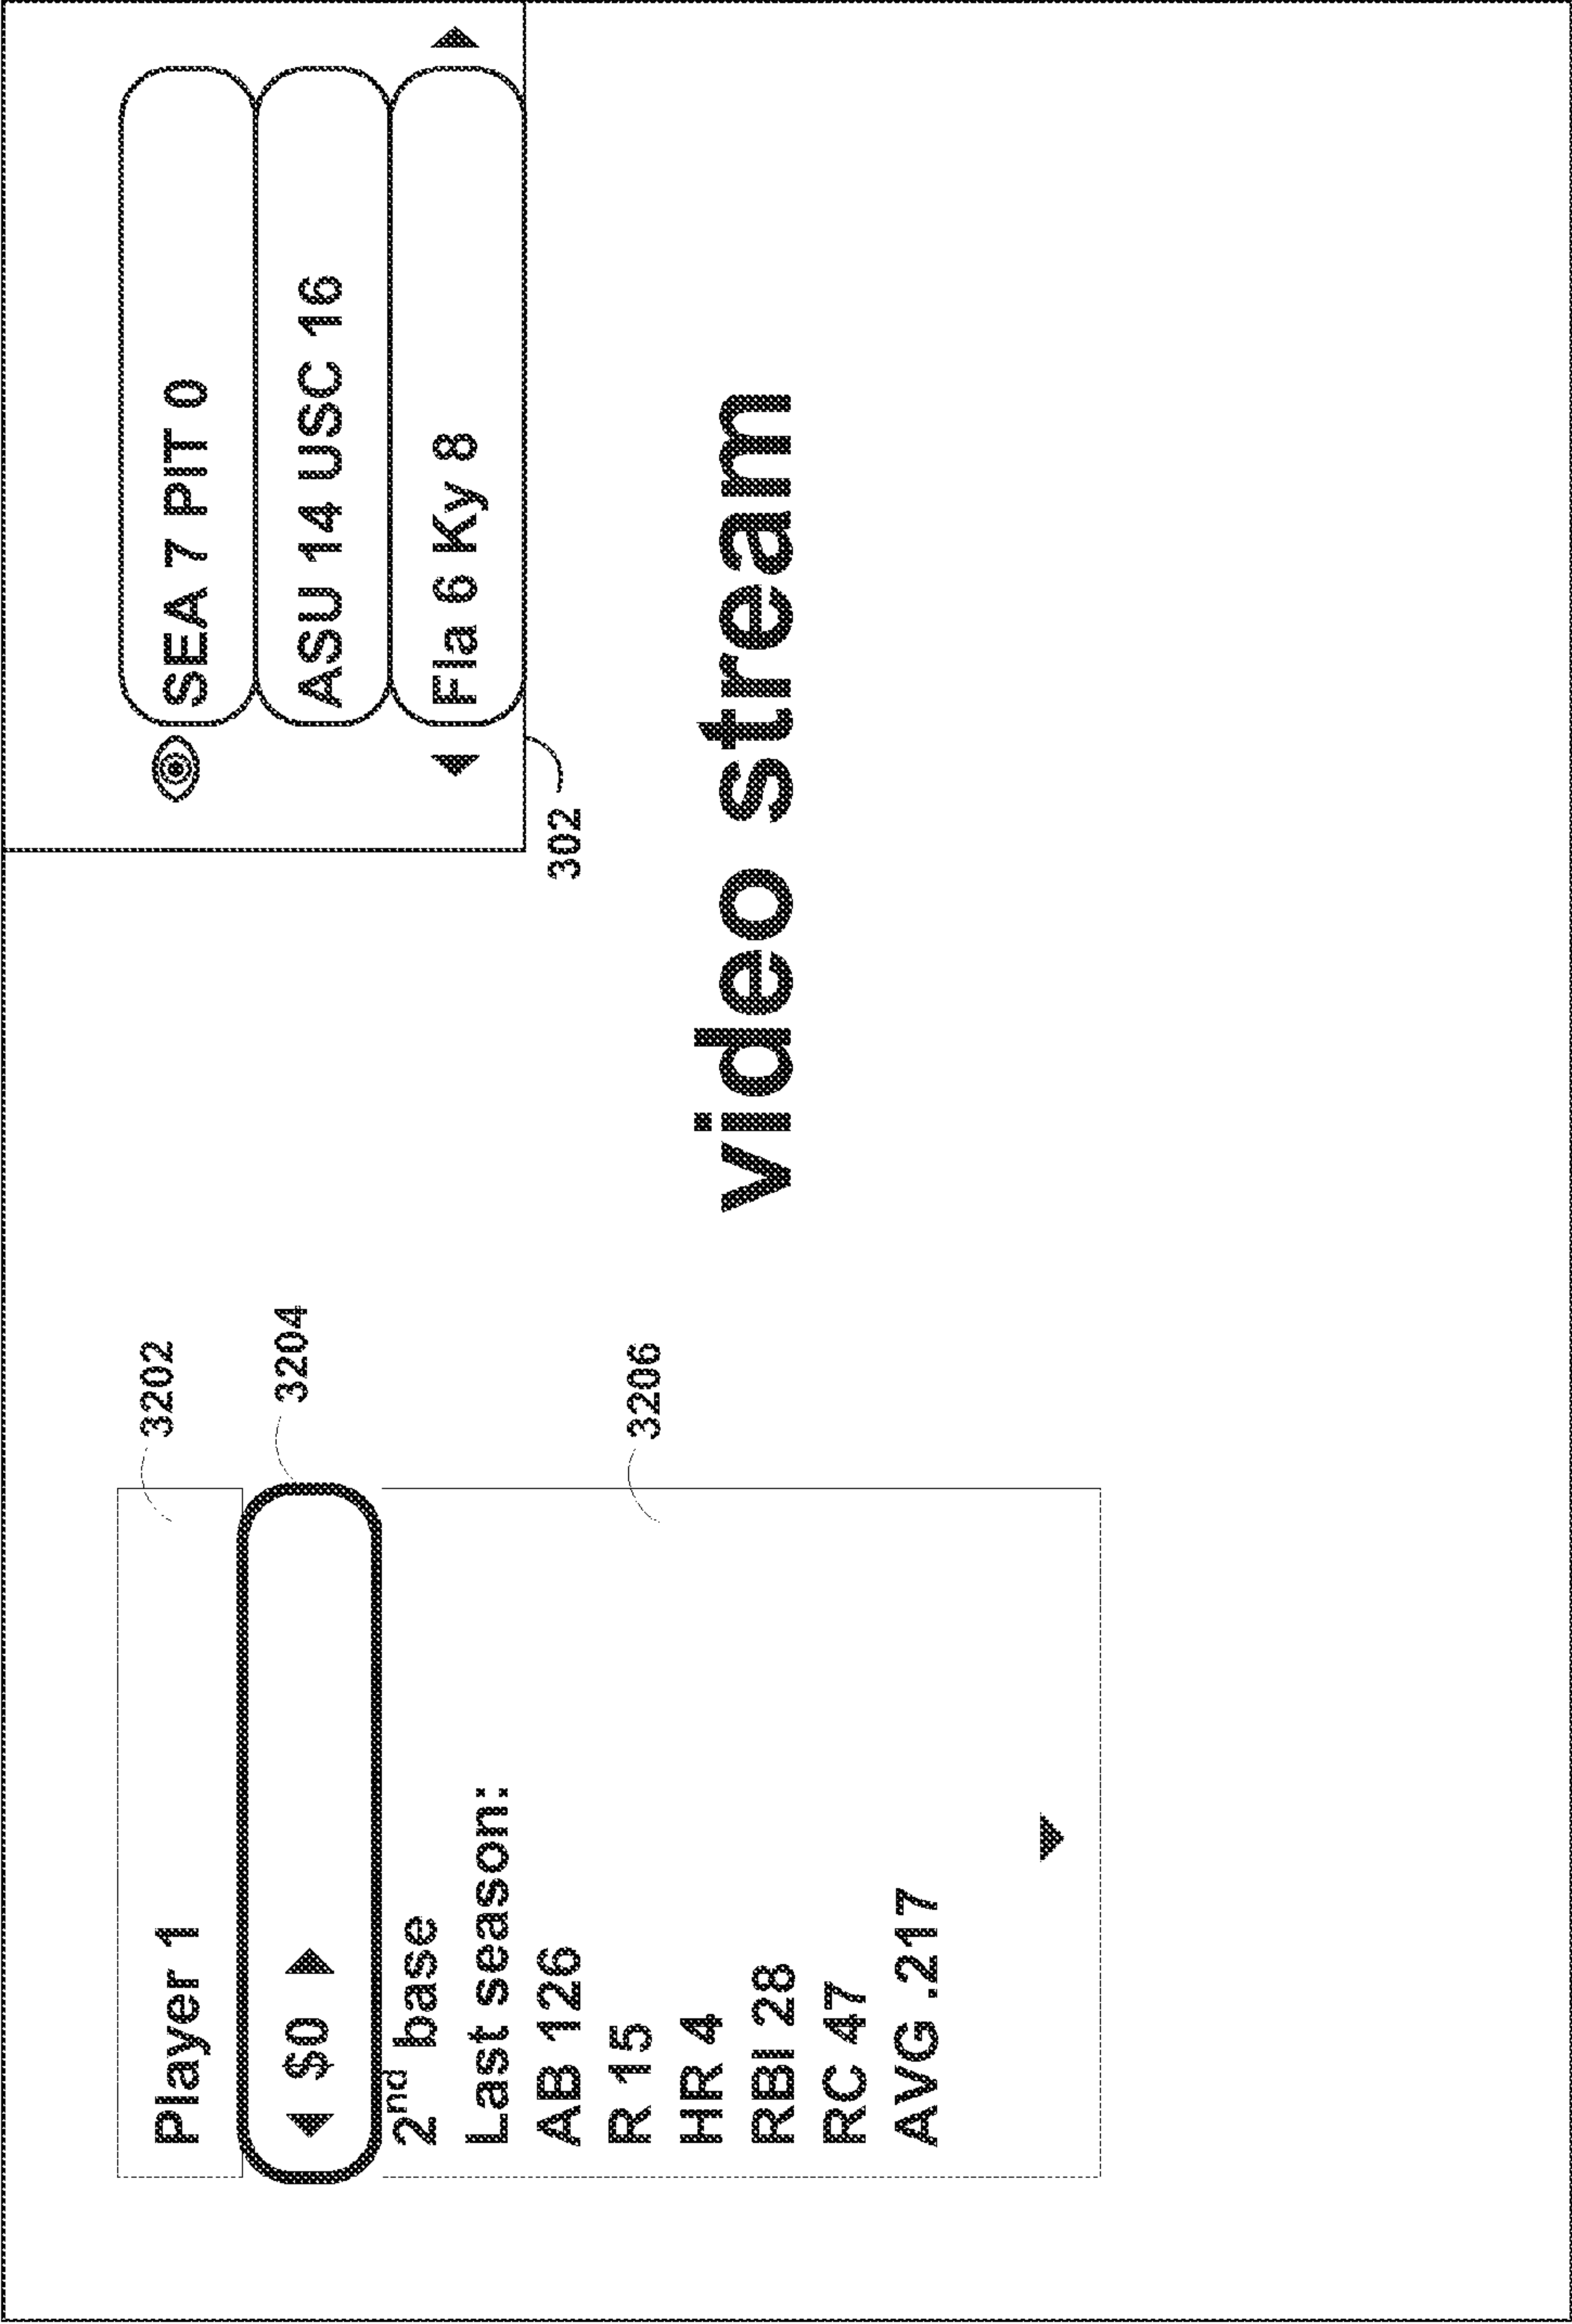 Player 1
3202
$0
3204
2nd base
Last season:
AB 126
R 15
HR 4
RBI 28
RC 47
AVG .217
3206
SEA 7 PIT 0
ASU 14 USC 16
Fla 6 Ky 8
302
video stream